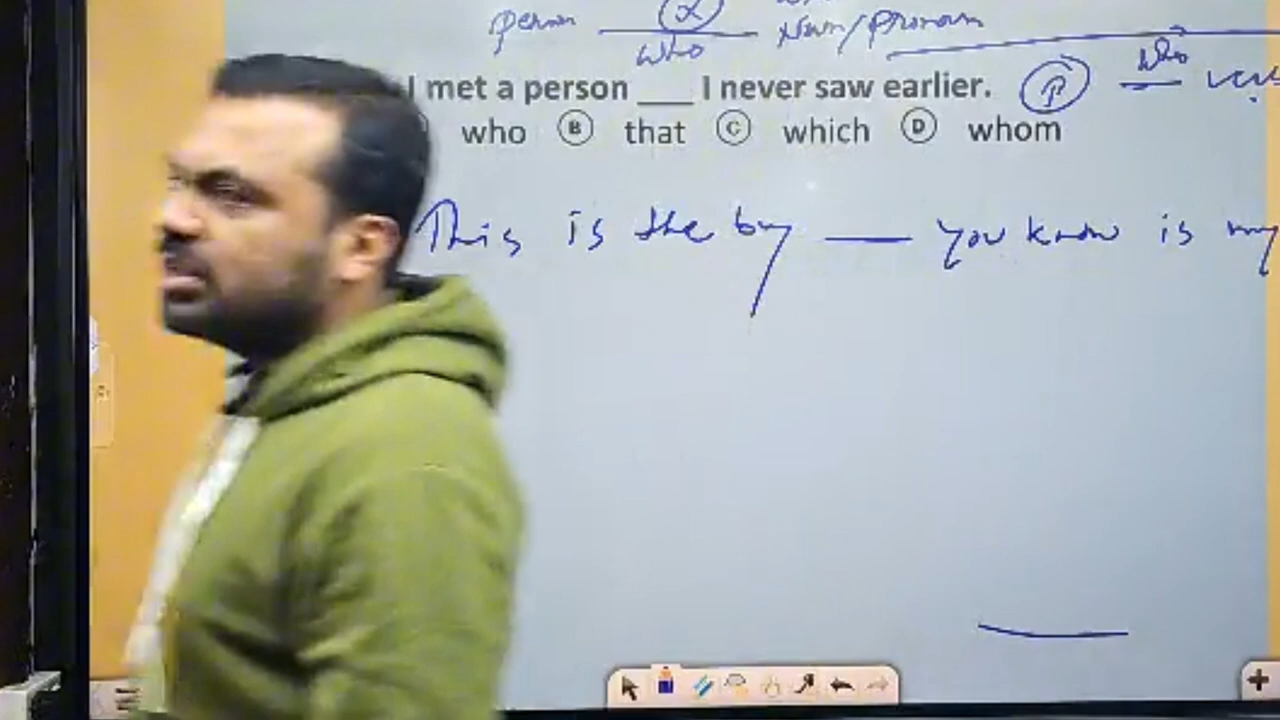 person who Noun/Pronoun
I met a person ___ I never saw earlier. P who
who B that C which D whom
This is the boy ___ you know is my